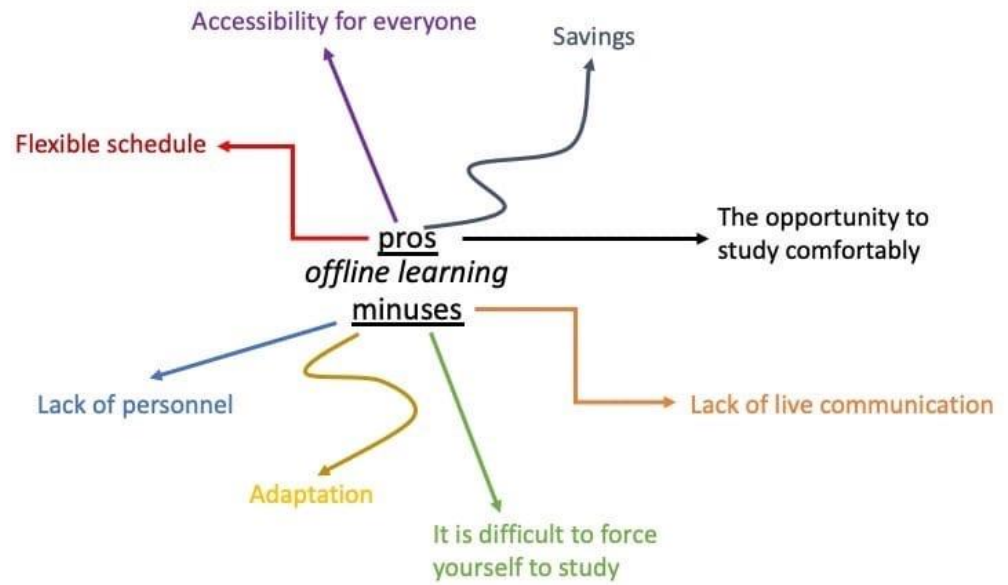 Accessibility for everyone
Savings
Flexible schedule
The opportunity to
study comfortably
pros
offline learning
minuses
Lack of personnel
Lack of live communication
Adaptation
It is difficult to force
yourself to study